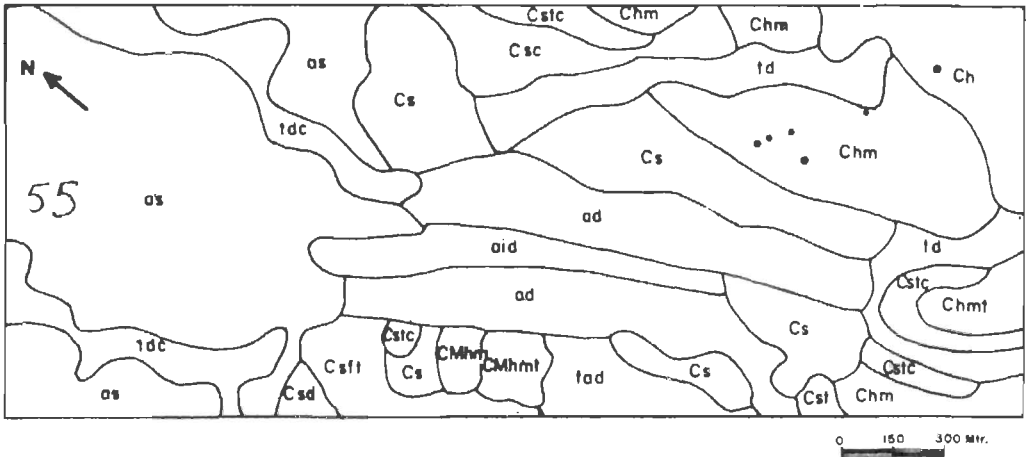 Cstc
Chm
Chm
Csc
as
N
td
Ch
Cs
tdc
Cs
Chm
55
as
ad
aid
td
Cstc
ad
Chmt
Cs
tdc
Cstc
CMhm
CMhmt
Csft
Cs
tad
Cs
Cstc
as
Csd
Cst
Chm
0 150 300 Mtr.